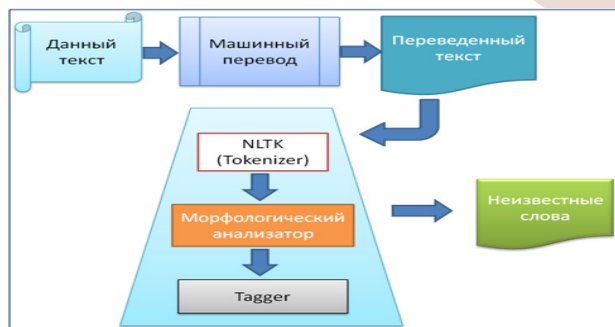 Данный
текст
Машинный
перевод
Переведенный
текст
NLTK
(Tokenizer)
Морфологический
анализатор
Неизвестные
слова
Tagger